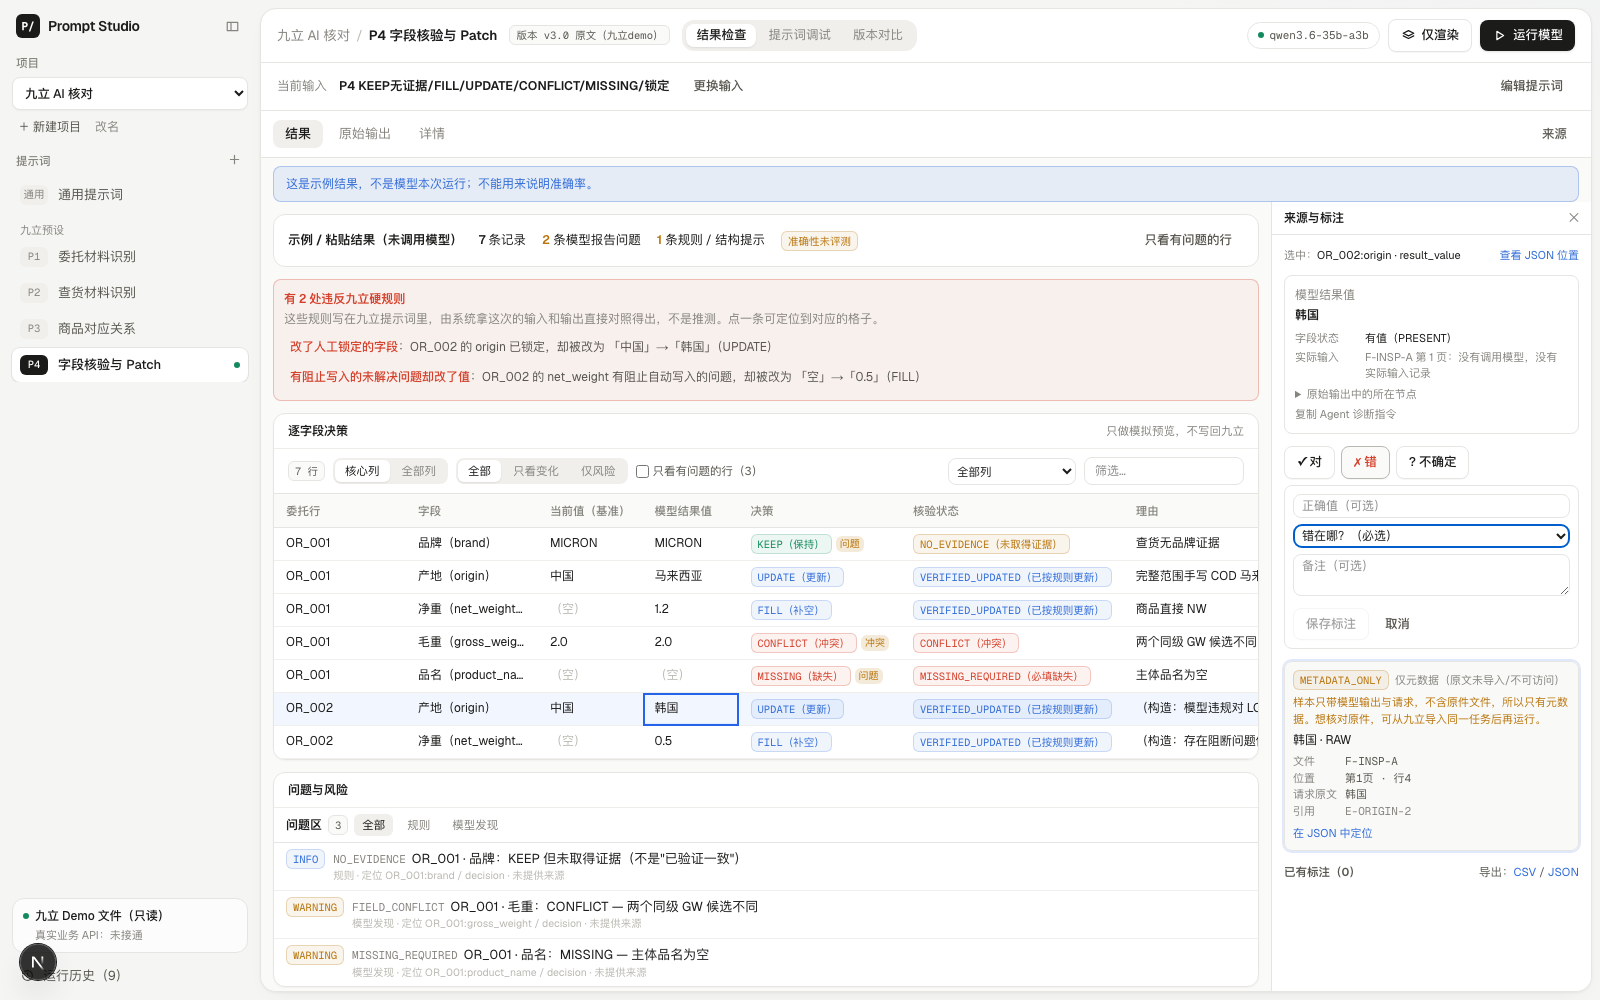 P/ Prompt Studio
项目
九立 AI 核对
+ 新建项目 改名
提示词 +
通用 通用提示词
九立预设
P1 委托材料识别
P2 查货材料识别
P3 商品对应关系
P4 字段核验与 Patch
九立 Demo 文件（只读）
真实业务 API：未接通
N 运行历史（9）
九立 AI 核对 / P4 字段核验与 Patch 版本 v3.0 原文（九立demo） 结果检查 提示词调试 版本对比 qwen3.6-35b-a3b 仅渲染 运行模型
当前输入 P4 KEEP无证据/FILL/UPDATE/CONFLICT/MISSING/锁定 更换输入 编辑提示词
结果 原始输出 详情 来源
这是示例结果，不是模型本次运行；不能用来说明准确率。
示例 / 粘贴结果（未调用模型） 7 条记录 2 条模型报告问题 1 条规则 / 结构提示 准确性未评测 只看有问题的行
有 2 处违反九立硬规则
这些规则写在九立提示词里，由系统拿这次的输入和输出直接对照得出，不是推测。点一条可定位到对应的格子。
改了人工锁定的字段：OR_002 的 origin 已锁定，却被改为 「中国」→「韩国」（UPDATE）
有阻止写入的未解决问题却改了值：OR_002 的 net_weight 有阻止自动写入的问题，却被改为 「空」→「0.5」（FILL）
逐字段决策 只做模拟预览，不写回九立
7 行 核心列 全部列 全部 只看变化 仅风险 只看有问题的行（3） 全部列 筛选…
委托行 字段 当前值（基准） 模型结果值 决策 核验状态 理由
OR_001 品牌（brand） MICRON MICRON KEEP（保持） 问题 NO_EVIDENCE（未取得证据） 查货无品牌证据
OR_001 产地（origin） 中国 马来西亚 UPDATE（更新） VERIFIED_UPDATED（已按规则更新） 完整范围手写 COD 马来
OR_001 净重（net_weight… （空） 1.2 FILL（补空） VERIFIED_UPDATED（已按规则更新） 商品直接 NW
OR_001 毛重（gross_weig… 2.0 2.0 CONFLICT（冲突） 冲突 CONFLICT（冲突） 两个同级 GW 候选不同
OR_001 品名（product_na… （空） （空） MISSING（缺失） 问题 MISSING_REQUIRED（必填缺失） 主体品名为空
OR_002 产地（origin） 中国 韩国 UPDATE（更新） VERIFIED_UPDATED（已按规则更新） （构造：模型违规对 LO
OR_002 净重（net_weight… （空） 0.5 FILL（补空） VERIFIED_UPDATED（已按规则更新） （构造：存在阻断问题
问题与风险
问题区 3 全部 规则 模型发现
INFO NO_EVIDENCE OR_001 · 品牌：KEEP 但未取得证据（不是"已验证一致"）
规则 · 定位 OR_001:brand / decision · 未提供来源
WARNING FIELD_CONFLICT OR_001 · 毛重：CONFLICT — 两个同级 GW 候选不同
模型发现 · 定位 OR_001:gross_weight / decision · 未提供来源
WARNING MISSING_REQUIRED OR_001 · 品名：MISSING — 主体品名为空
模型发现 · 定位 OR_001:product_name / decision · 未提供来源
来源与标注
选中：OR_002:origin · result_value 查看 JSON 位置
模型结果值
韩国
字段状态 有值（PRESENT）
实际输入 F-INSP-A 第 1 页：没有调用模型，没有
实际输入记录
▶ 原始输出中的所在节点
复制 Agent 诊断指令
✓ 对 ✗ 错 ? 不确定
正确值（可选）
错在哪？（必选）
备注（可选）
保存标注 取消
METADATA_ONLY 仅元数据（原文未导入/不可访问）
样本只带模型输出与请求，不含原件文件，所以只有元数
据。想核对原件，可从九立导入同一任务后再运行。
韩国 · RAW
文件 F-INSP-A
位置 第1页 · 行4
请求原文 韩国
引用 E-ORIGIN-2
在 JSON 中定位
已有标注（0） 导出：CSV / JSON